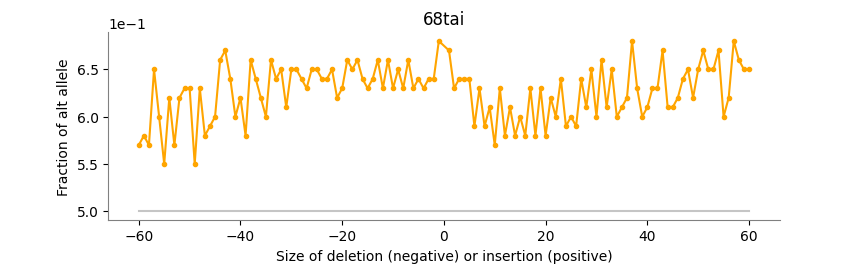 68tai
1e−1
Fraction of alt allele
6.5
6.0
5.5
5.0
−60 −40 −20 0 20 40 60
Size of deletion (negative) or insertion (positive)